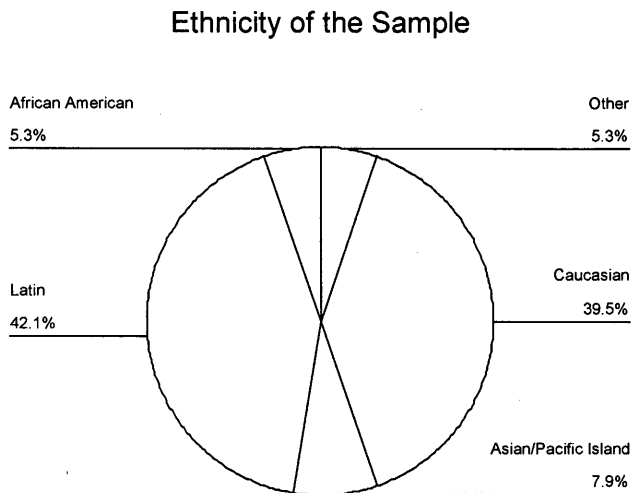 Ethnicity of the Sample
African American
5.3%
Other
5.3%
Latin
42.1%
Caucasian
39.5%
Asian/Pacific Island
7.9%